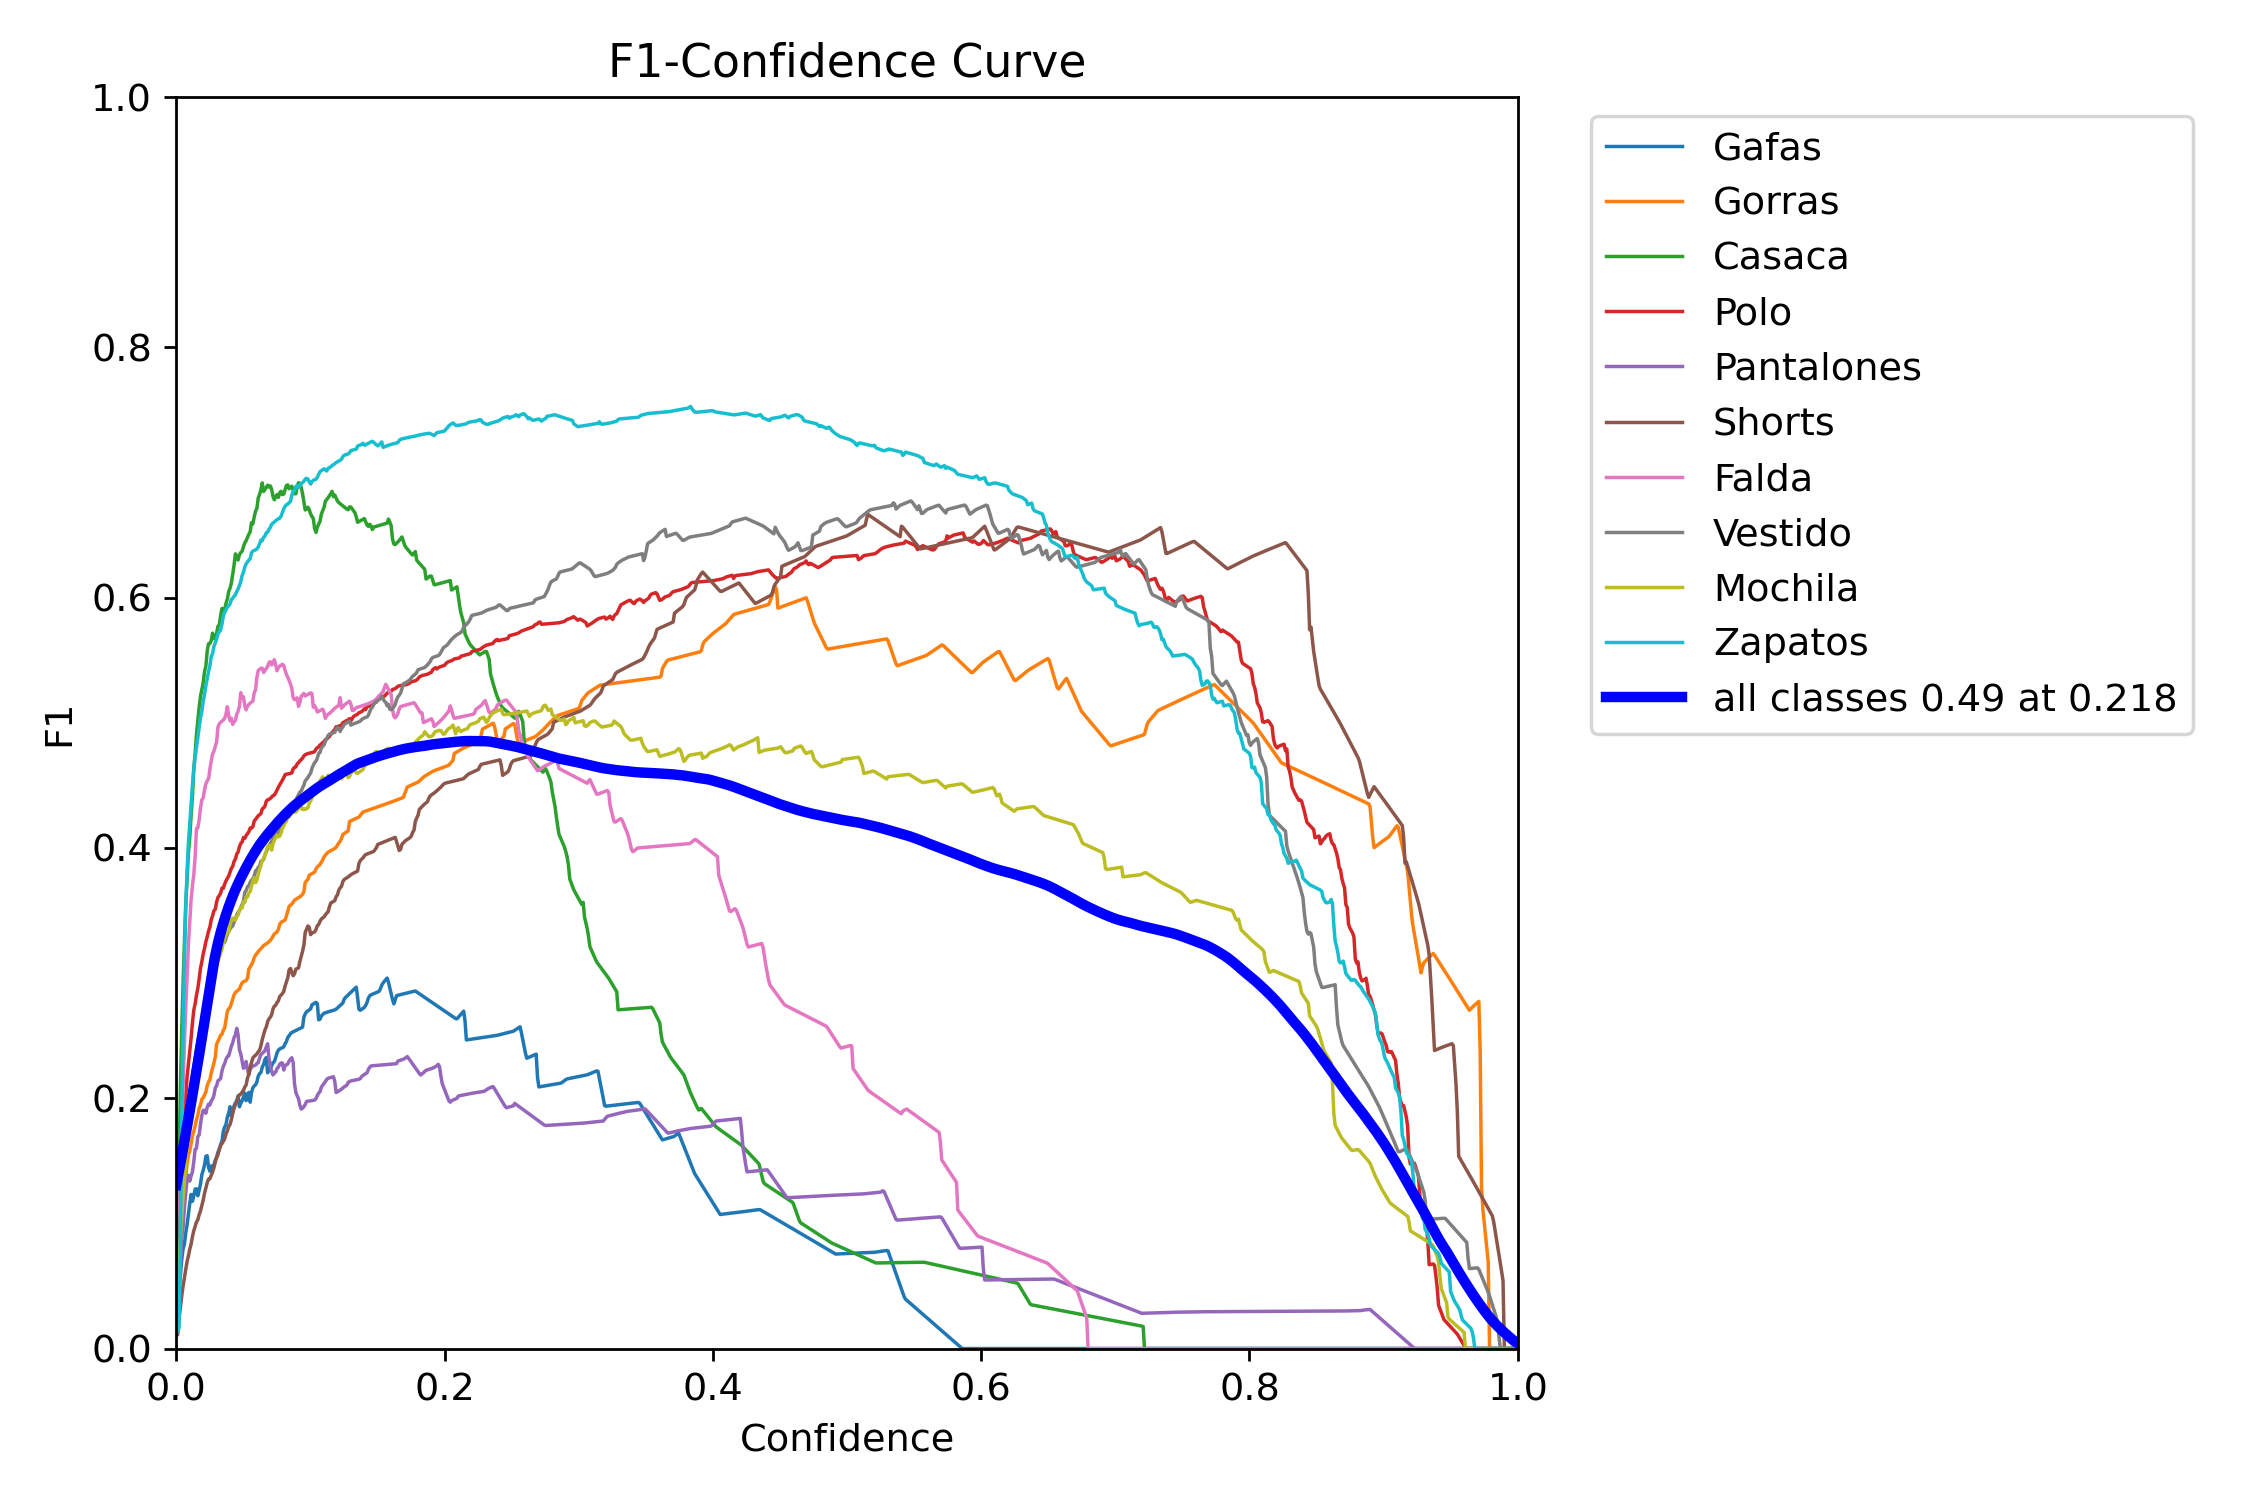 F1-Confidence Curve
1.0
0.8
0.6
0.4
0.2
0.0
F1
0.0 0.2 0.4 0.6 0.8 1.0
Confidence
Gafas
Gorras
Casaca
Polo
Pantalones
Shorts
Falda
Vestido
Mochila
Zapatos
all classes 0.49 at 0.218